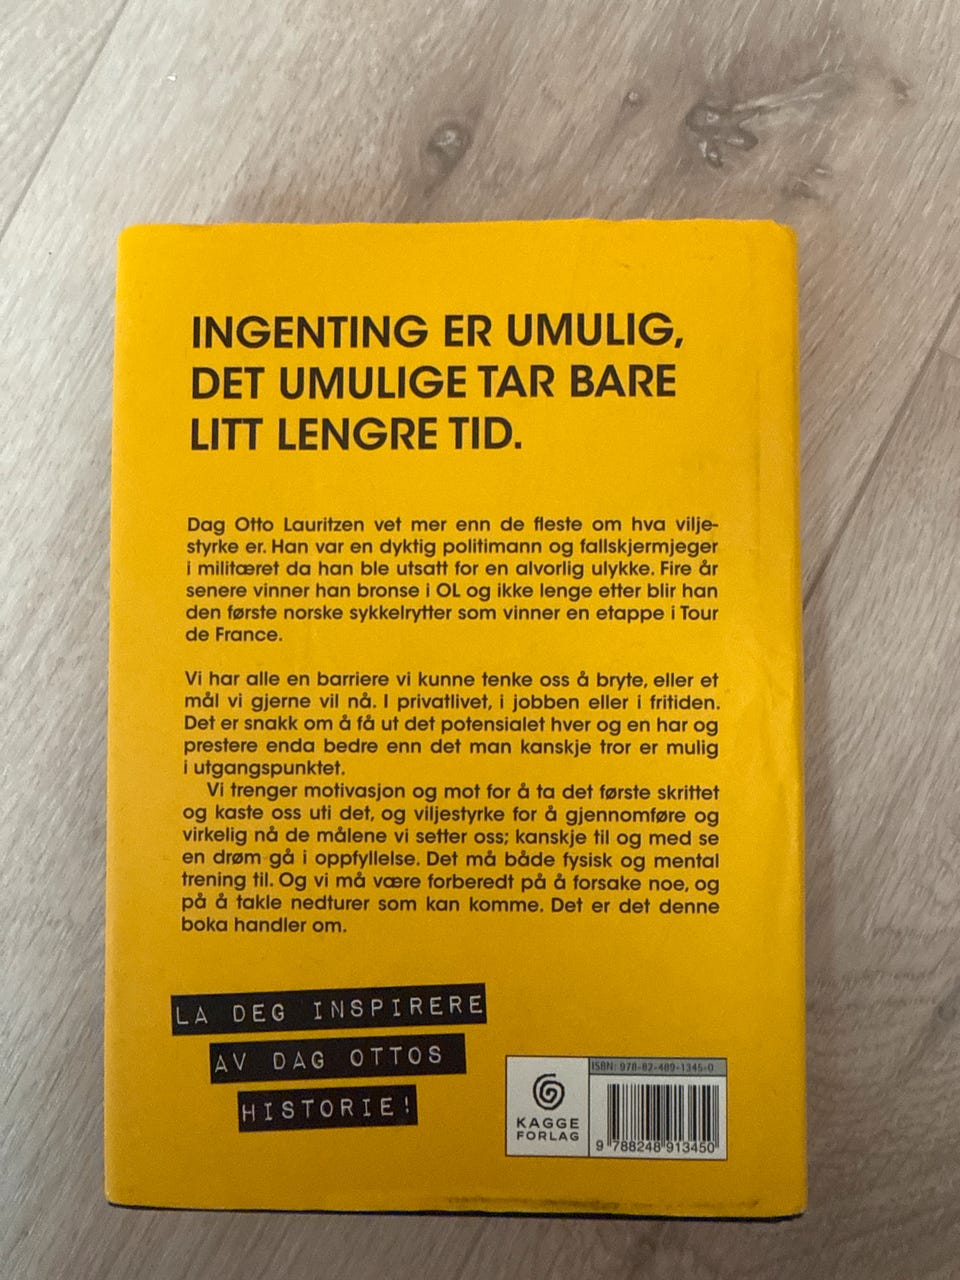 INGENTING ER UMULIG,
DET UMULIGE TAR BARE
LITT LENGRE TID.
Dag Otto Lauritzen vet mer enn de fleste om hva vilje-
styrke er. Han var en dyktig politimann og fallskjermjeger
i militæret da han ble utsatt for en alvorlig ulykke. Fire år
senere vinner han bronse i OL og ikke lenge etter blir han
den første norske sykkelrytter som vinner en etappe i Tour
de France.
Vi har alle en barriere vi kunne tenke oss å bryte, eller et
mål vi gjerne vil nå. I privatlivet, i jobben eller i fritiden.
Det er snakk om å få ut det potensialet hver og en har og
prestere enda bedre enn det man kanskje tror er mulig
i utgangspunktet.
Vi trenger motivasjon og mot for å ta det første skrittet
og kaste oss uti det, og viljestyrke for å gjennomføre og
virkelig nå de målene vi setter oss; kanskje til og med se
en drøm gå i oppfyllelse. Det må både fysisk og mental
trening til. Og vi må være forberedt på å forsake noe, og
på å takle nedturer som kan komme. Det er det denne
boka handler om.
LA DEG INSPIRERE
AV DAG OTTOS
HISTORIE!
KAGGE
FORLAG
ISBN: 978-82-489-1345-0
9 788248 913450